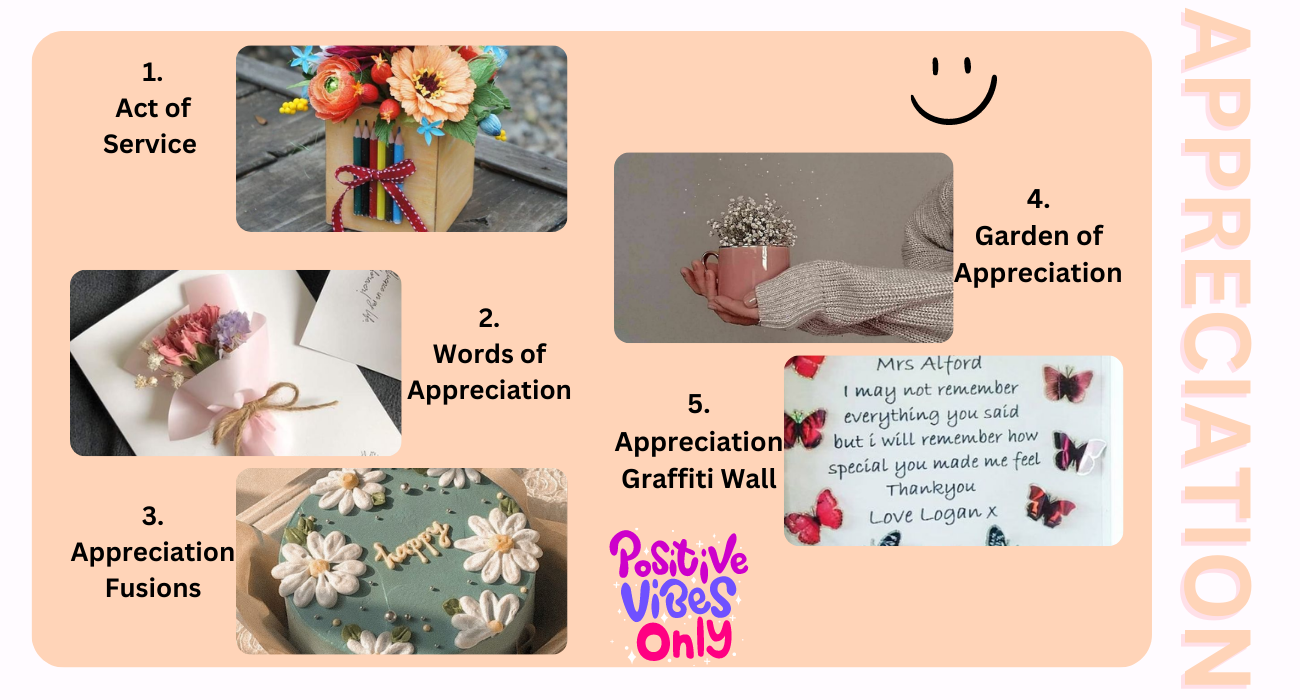 1.
Act of
Service
2.
Words of
Appreciation
3.
Appreciation
Fusions
happy
4.
Garden of
Appreciation
5.
Appreciation
Graffiti Wall
Mrs Alford
I may not remember
everything you said
but i will remember how
special you made me feel
Thankyou
Love Logan x
Positive
Vibes
Only
APPRECIATION